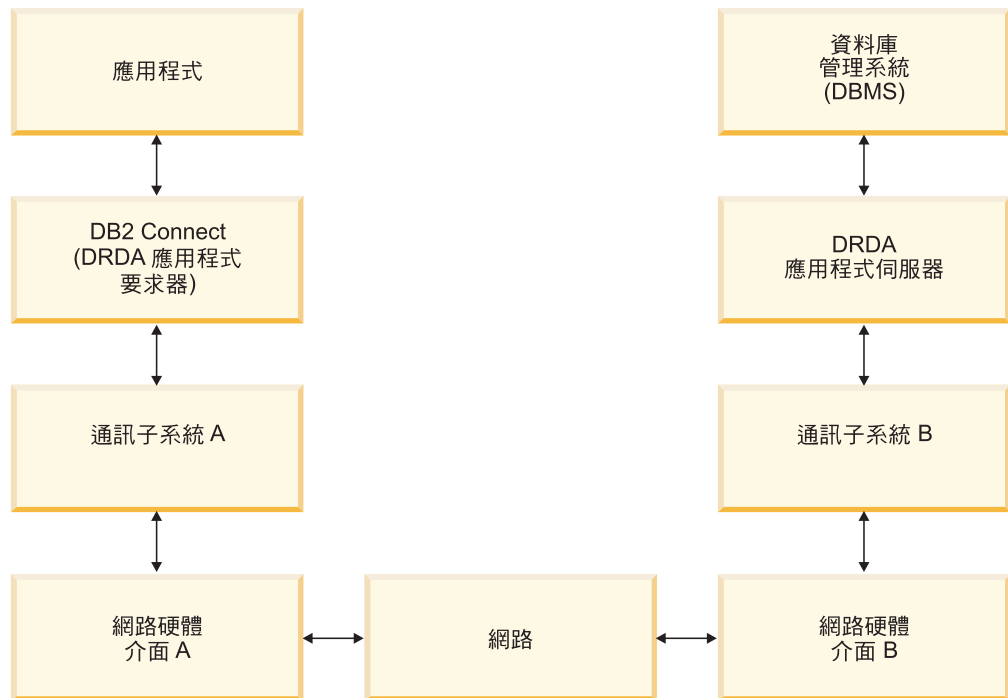 應用程式
資料庫
管理系統
(DBMS)
DB2 Connect
(DRDA 應用程式
要求器)
DRDA
應用程式伺服器
通訊子系統 A
通訊子系統 B
網路硬體
介面 A
網路
網路硬體
介面 B